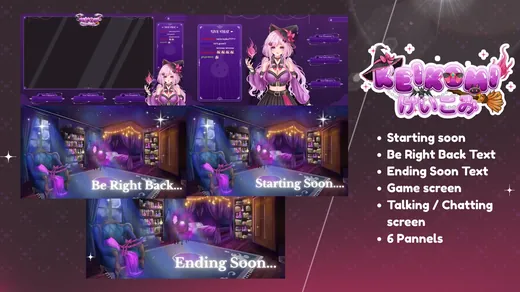 KEIKOMI
けいこみ
Be Right Back...
Starting Soon....
Ending Soon...
• Starting soon
• Be Right Back Text
• Ending Soon Text
• Game screen
• Talking / Chatting
screen
• 6 Pannels